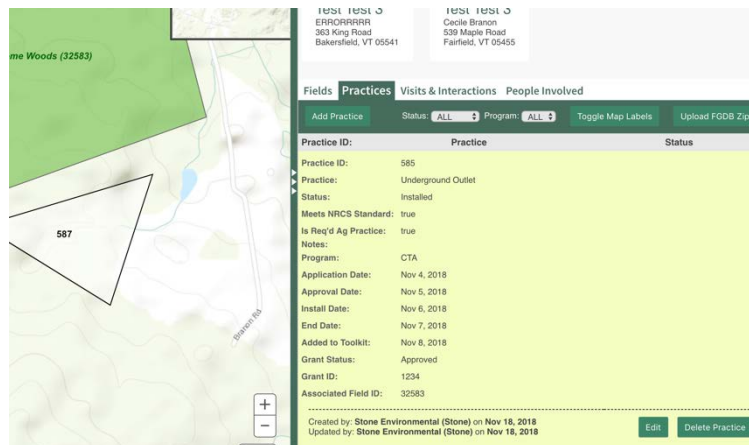 me Woods (32583)
587
Branon Rd
+
−
Test Test 3
ERRORRRRR
363 King Road
Bakersfield, VT 05541
Test Test 3
Cecile Branon
539 Maple Road
Fairfield, VT 05455
Fields Practices Visits & Interactions People Involved
Add Practice Status: ALL Program: ALL Toggle Map Labels Upload FGDB Zip
Practice ID: Practice Status
Practice ID: 585
Practice: Underground Outlet
Status: Installed
Meets NRCS Standard: true
Is Req'd Ag Practice: true
Notes:
Program: CTA
Application Date: Nov 4, 2018
Approval Date: Nov 5, 2018
Install Date: Nov 6, 2018
End Date: Nov 7, 2018
Added to Toolkit: Nov 8, 2018
Grant Status: Approved
Grant ID: 1234
Associated Field ID: 32583
Created by: Stone Environmental (Stone) on Nov 18, 2018
Updated by: Stone Environmental (Stone) on Nov 18, 2018
Edit Delete Practice